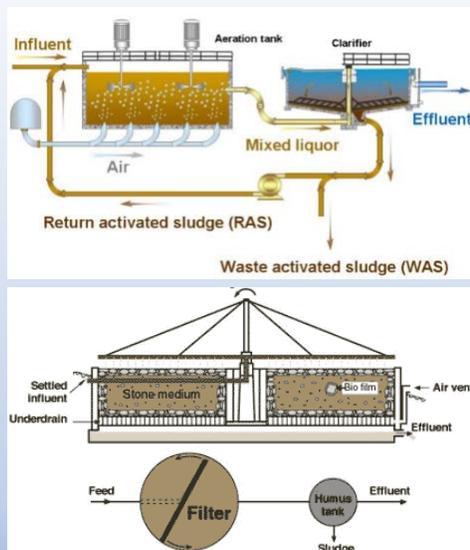 Influent
Aeration tank
Clarifier
Effluent
Mixed liquor
Air
Return activated sludge (RAS)
Waste activated sludge (WAS)
Settled
influent
Stone medium
Bio film
Air ven
Underdrain
Effluent
Feed
Filter
Humus
tank
Effluent
Sludge